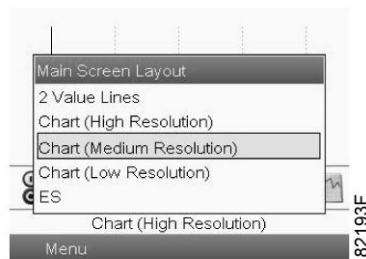 Main Screen Layout
2 Value Lines
Chart (High Resolution)
Chart (Medium Resolution)
Chart (Low Resolution)
ES
Chart (High Resolution)
Menu
82193F